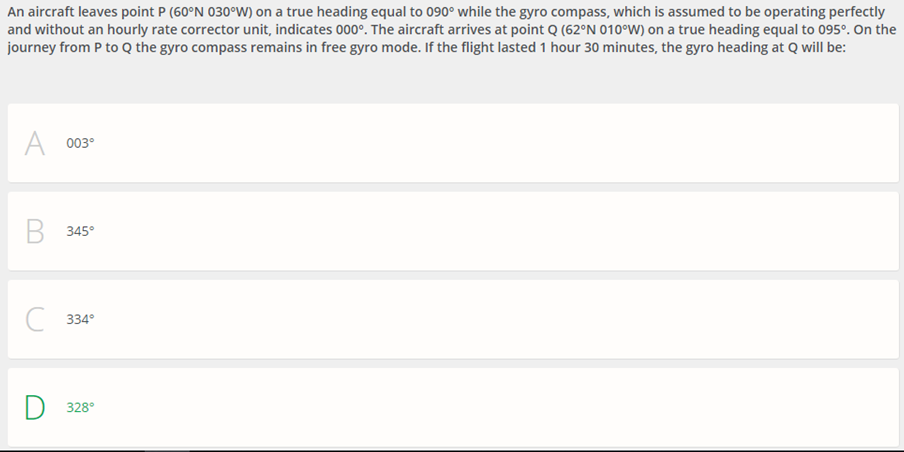 An aircraft leaves point P (60°N 030°W) on a true heading equal to 090° while the gyro compass, which is assumed to be operating perfectly
and without an hourly rate corrector unit, indicates 000°. The aircraft arrives at point Q (62°N 010°W) on a true heading equal to 095°. On the
journey from P to Q the gyro compass remains in free gyro mode. If the flight lasted 1 hour 30 minutes, the gyro heading at Q will be:
A 003°
B 345°
C 334°
D 328°